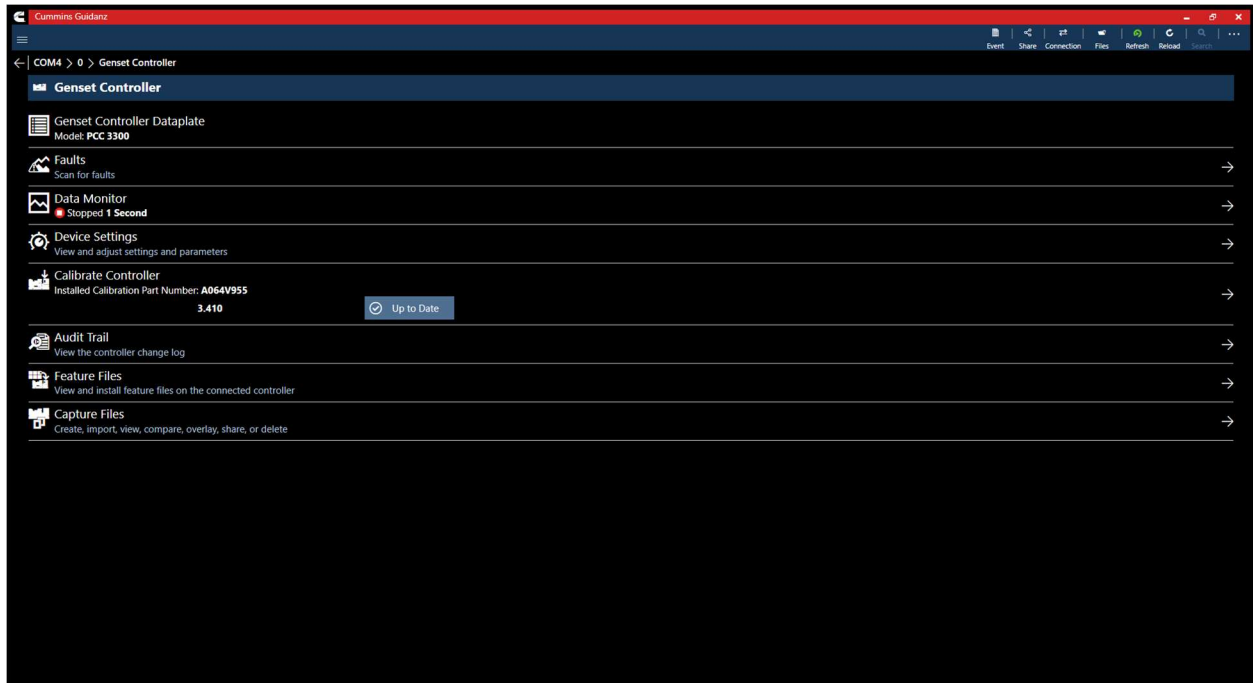 Cummins Guidanz
Event Share Connection Files Refresh Reload Search
COM4 > 0 > Genset Controller
Genset Controller
Genset Controller Dataplate
Model: PCC 3300
Faults
Scan for faults
Data Monitor
Stopped 1 Second
Device Settings
View and adjust settings and parameters
Calibrate Controller
Installed Calibration Part Number: A064V955
3.410 Up to Date
Audit Trail
View the controller change log
Feature Files
View and install feature files on the connected controller
Capture Files
Create, import, view, compare, overlay, share, or delete